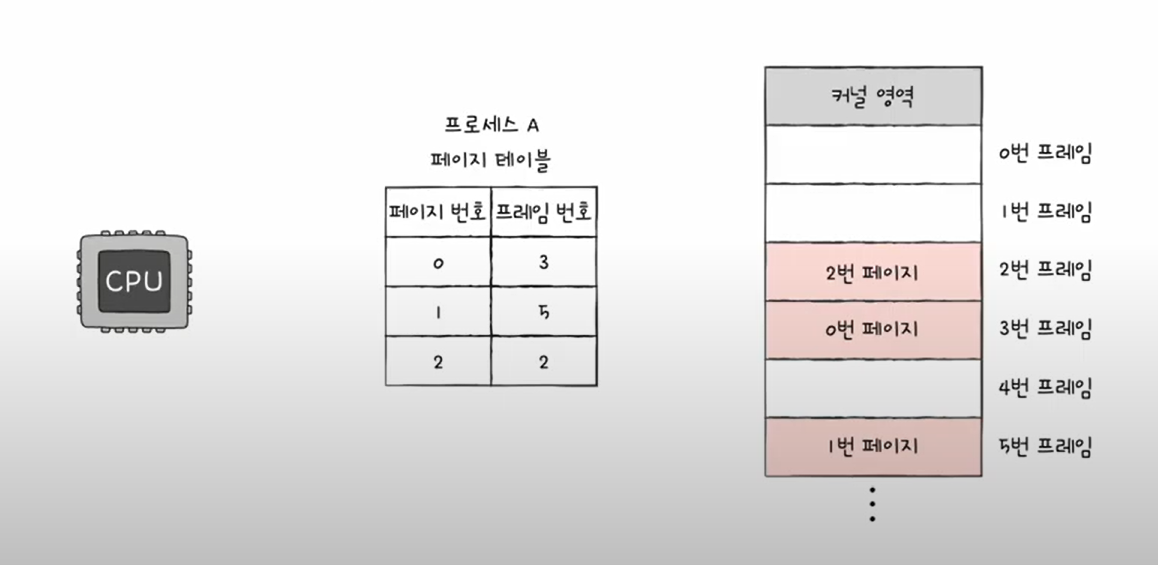 CPU
프로세스 A
페이지 테이블
페이지 번호 프레임 번호
0 3
1 5
2 2
커널 영역
0번 프레임
1번 프레임
2번 페이지 2번 프레임
0번 페이지 3번 프레임
4번 프레임
1번 페이지 5번 프레임